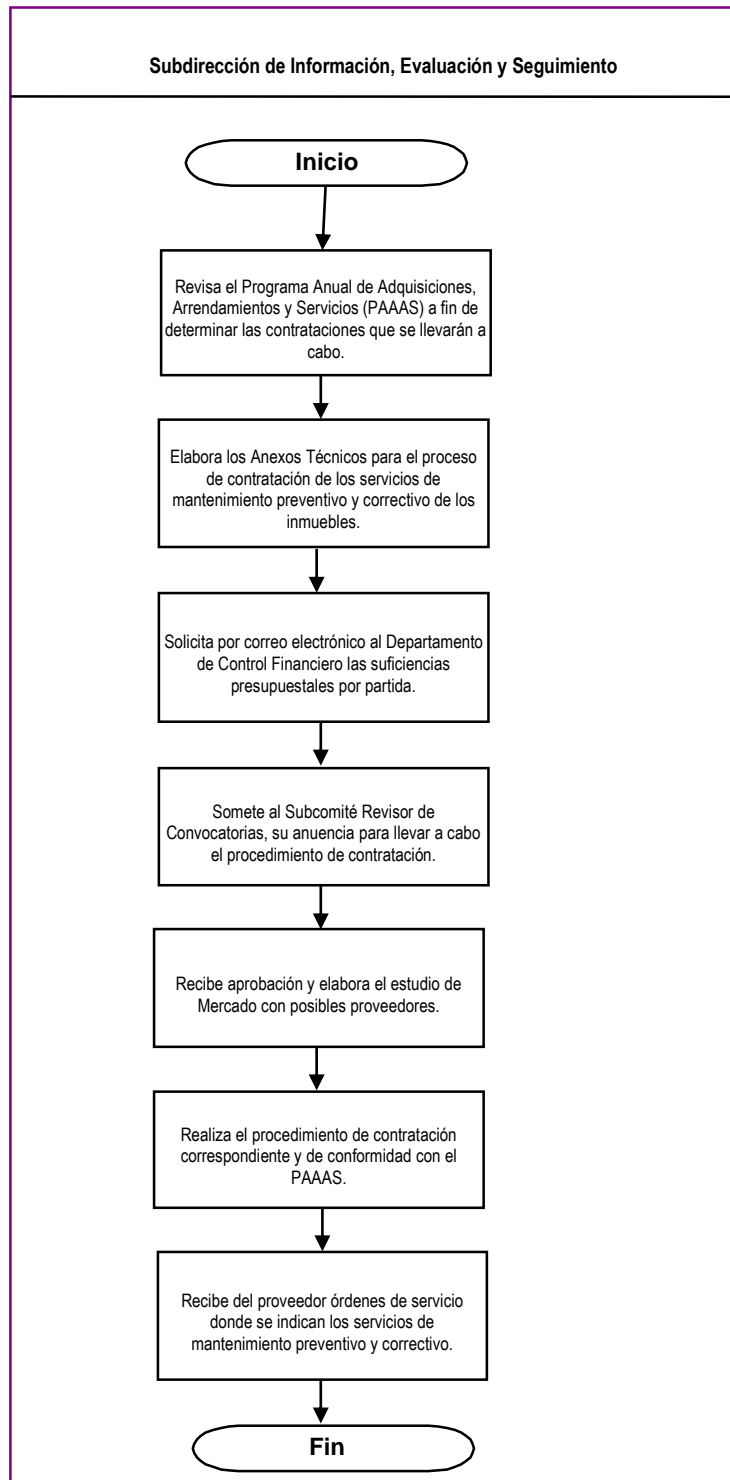 Subdirección de Información, Evaluación y Seguimiento
Inicio
Revisa el Programa Anual de Adquisiciones,
Arrendamientos y Servicios (PAAAS) a fin de
determinar las contrataciones que se llevarán a
cabo.
Elabora los Anexos Técnicos para el proceso
de contratación de los servicios de
mantenimiento preventivo y correctivo de los
inmuebles.
Solicita por correo electrónico al Departamento
de Control Financiero las suficiencias
presupuestales por partida.
Somete al Subcomité Revisor de
Convocatorias, su anuencia para llevar a cabo
el procedimiento de contratación.
Recibe aprobación y elabora el estudio de
Mercado con posibles proveedores.
Realiza el procedimiento de contratación
correspondiente y de conformidad con el
PAAAS.
Recibe del proveedor órdenes de servicio
donde se indican los servicios de
mantenimiento preventivo y correctivo.
Fin